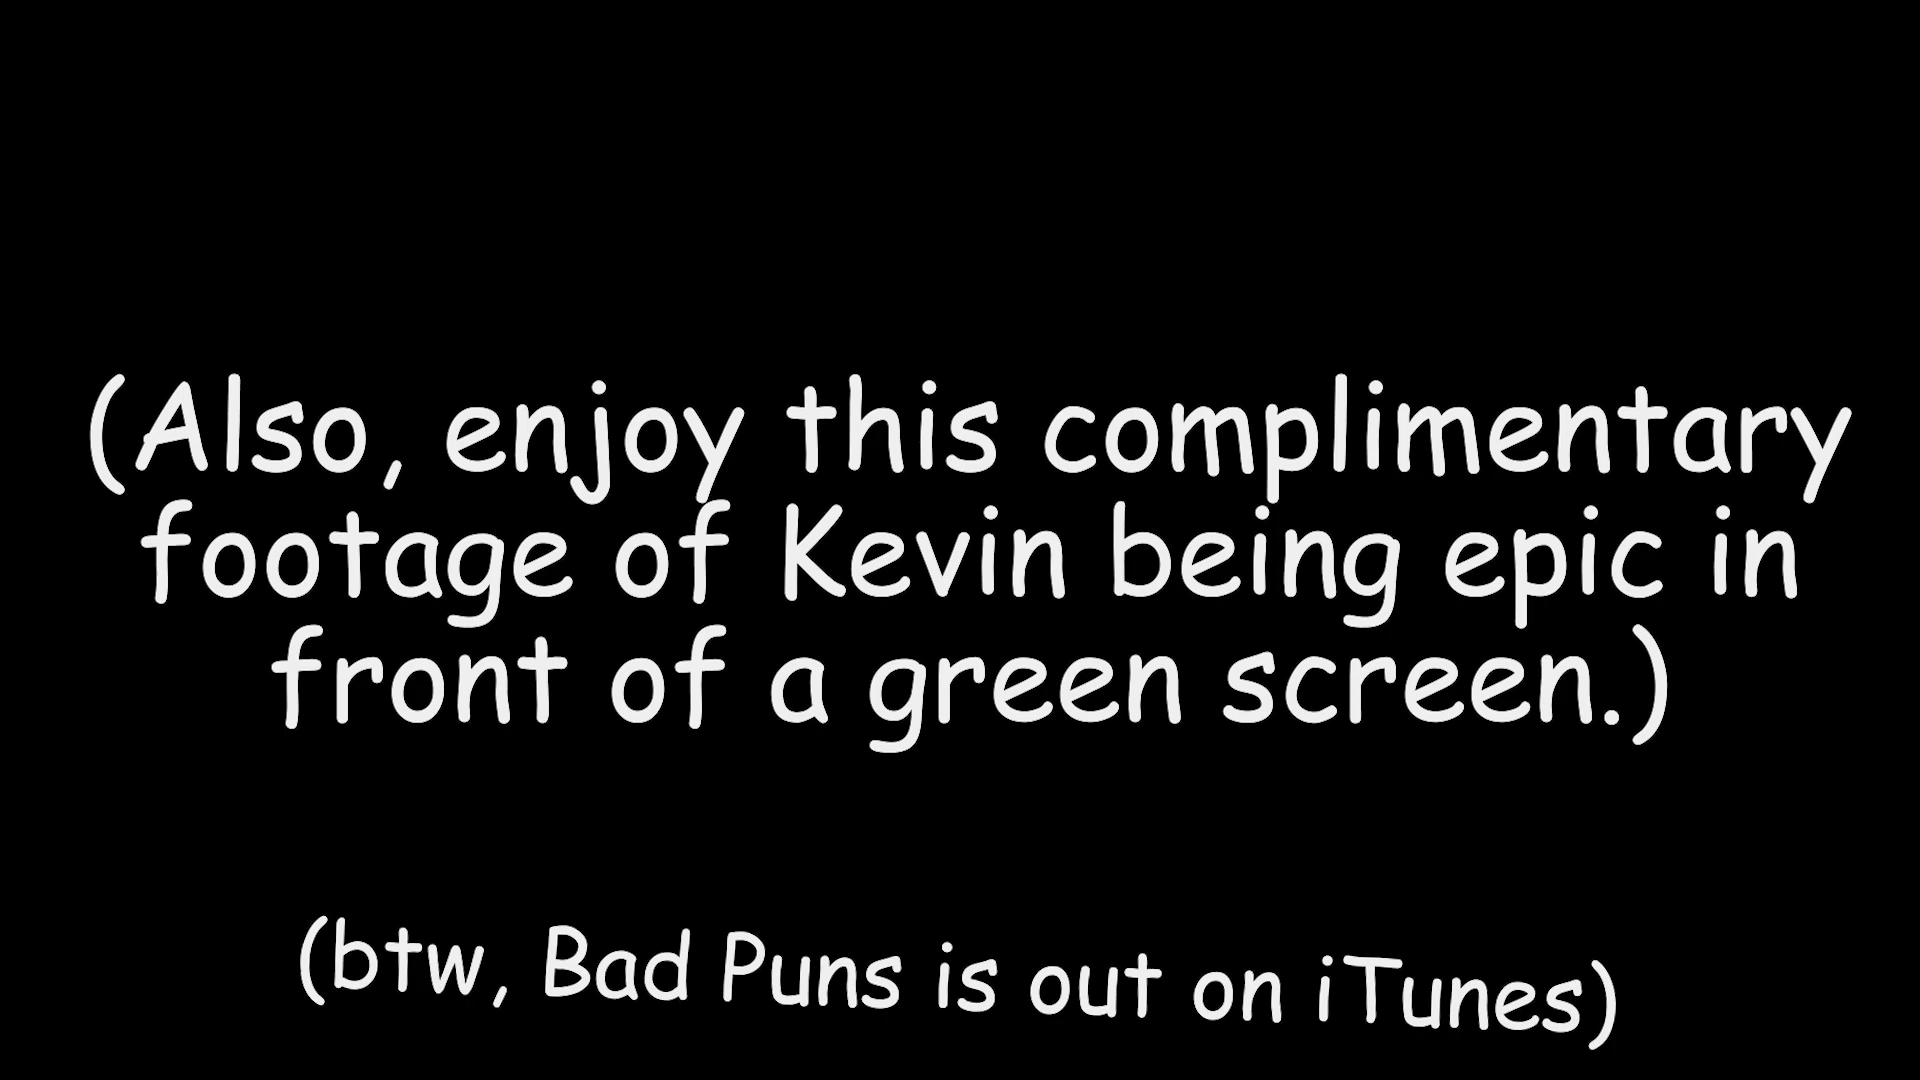 (Also, enjoy this complimentary
footage of Kevin being epic in
front of a green screen.)
(btw, Bad Puns is out on iTunes)